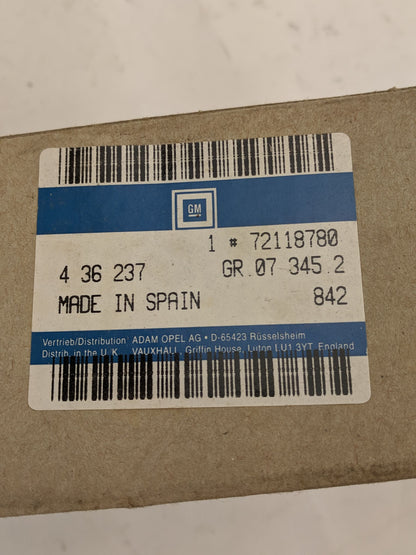 GM
1 # 72118780
4 36 237 GR.07 345.2
MADE IN SPAIN 842
Vertrieb/Distribution: ADAM OPEL AG • D-65423 Rüsselsheim
Distrib. in the U.K. VAUXHALL, Griffin House, Luton LU1 3YT, England